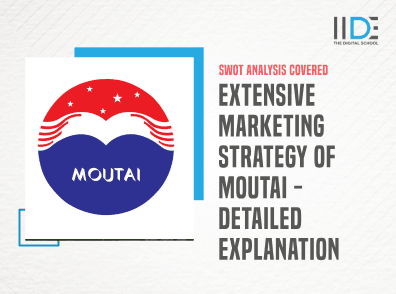 IIDE
THE DIGITAL SCHOOL
SWOT ANALYSIS COVERED
EXTENSIVE
MARKETING
STRATEGY OF
MOUTAI -
DETAILED
EXPLANATION
MOUTAI